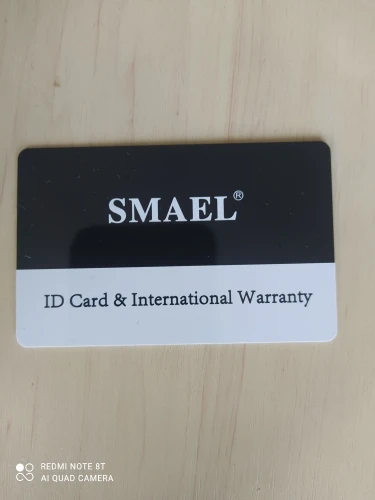 SMAEL®
ID Card & International Warranty
REDMI NOTE 8T
AI QUAD CAMERA